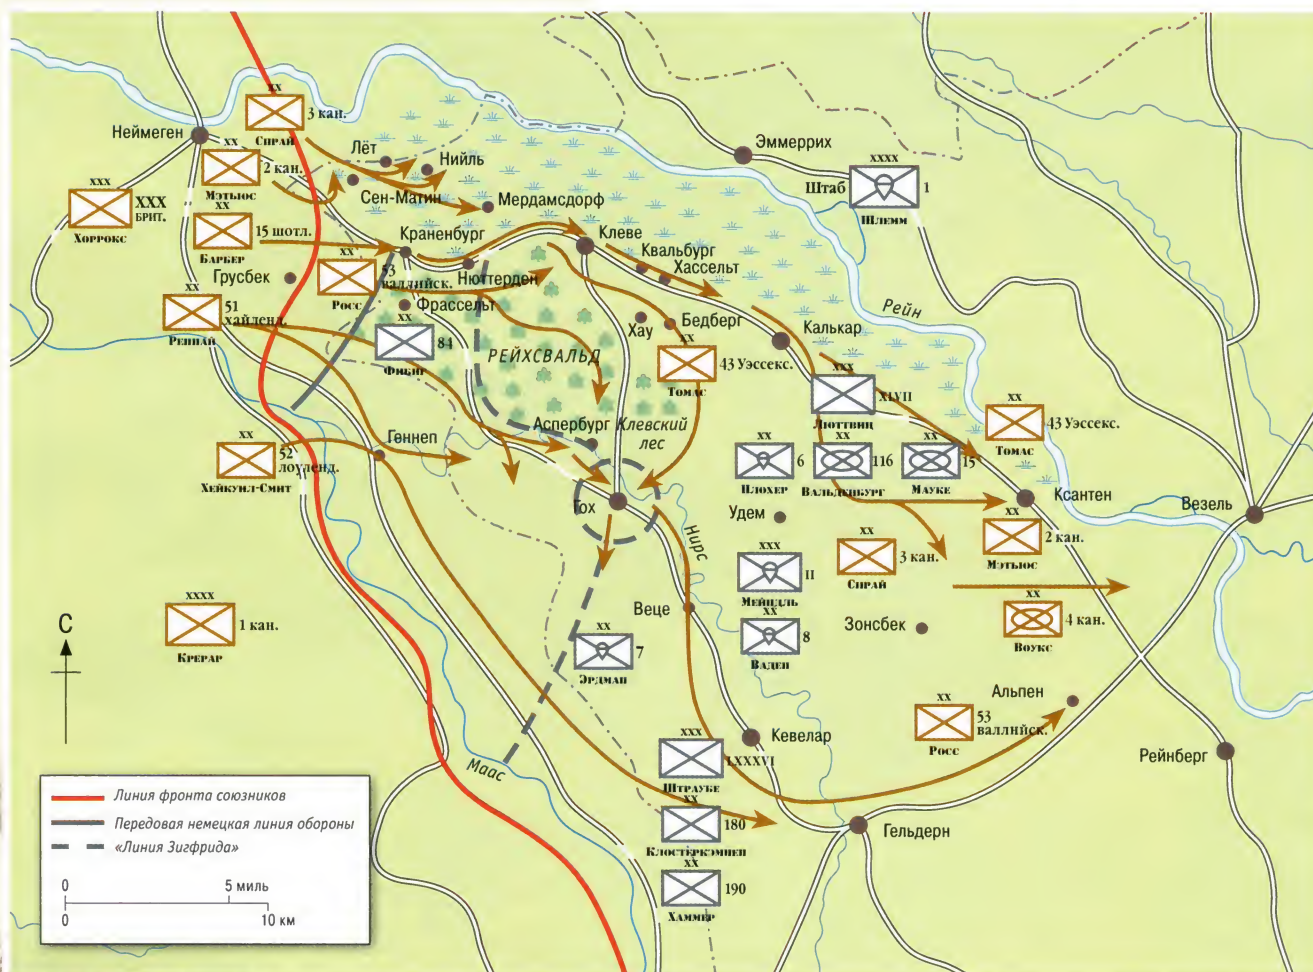 XX
СПРАЙ
3 кан.
Неймеген
XX
МЭТЬЮС
2 кан.
Лёт
Нийль
Сен-Матин
Мердамсдорф
Эммеррих
XXXX
Штаб
1
ШЛЕММ
XXX
ХОРРОКС
XXX
БРИТ.
XX
БАРБЕР
15 шотл.
Краненбург
Клеве
Квальбург
Хассельт
Грусбек
XX
РОСС
53
валлийск.
Нюттерден
Фрассельт
Рейн
XX
РЕННАЙ
51
хайленд.
XX
ФИБИГ
84
РЕЙХСВАЛЬД
Хау
Бедберг
Калькар
XX
ТОМАС
43 Уэссекс.
XXX
ЛЮТТВИЦ
XLVII
Асперbург
Клевский
лес
XX
ТОМАС
43 Уэссекс.
XX
ХЕЙКУИЛ-СМИТ
52
лоуленд.
Геннеп
XX
ПЛОХЕР
6
XX
ВАЛЬДЕНБУРГ
116
XX
МАУКЕ
15
Гох
Удем
Ксантен
Везель
Нирс
XXX
МЕЙНДЛЬ
II
XX
СПРАЙ
3 кан.
XX
МЭТЬЮС
2 кан.
Веце
XX
ВАДЕН
8
Зонсбек
XX
ВОУКС
4 кан.
С
XXXX
КРЕРАР
1 кан.
XX
ЭРДМАН
7
Альпен
XX
РОСС
53
валлийск.
Рейнберг
Маас
Кевелар
XXX
ШТРАУБЕ
LXXXVI
XX
КЛОСТЕРКЭМПЕН
180
XX
ХАММЕР
190
Гельдерн
Линия фронта союзников
Передовая немецкая линия обороны
«Линия Зигфрида»
0
5 миль
0
10 км